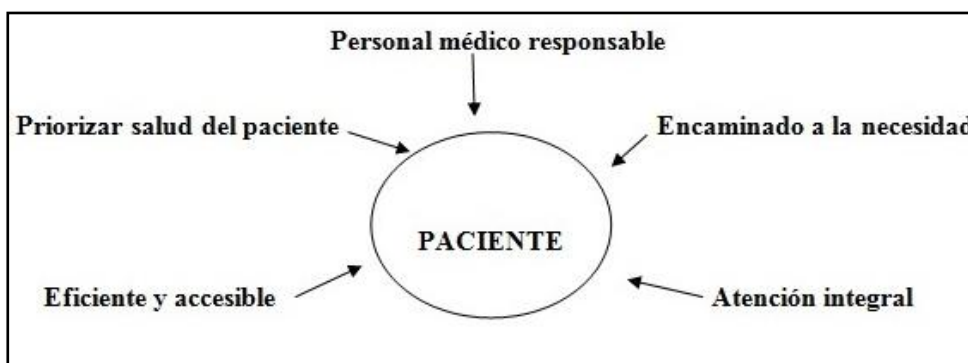 Personal médico responsable
Priorizar salud del paciente
Encaminado a la necesidad
PACIENTE
Eficiente y accesible
Atención integral